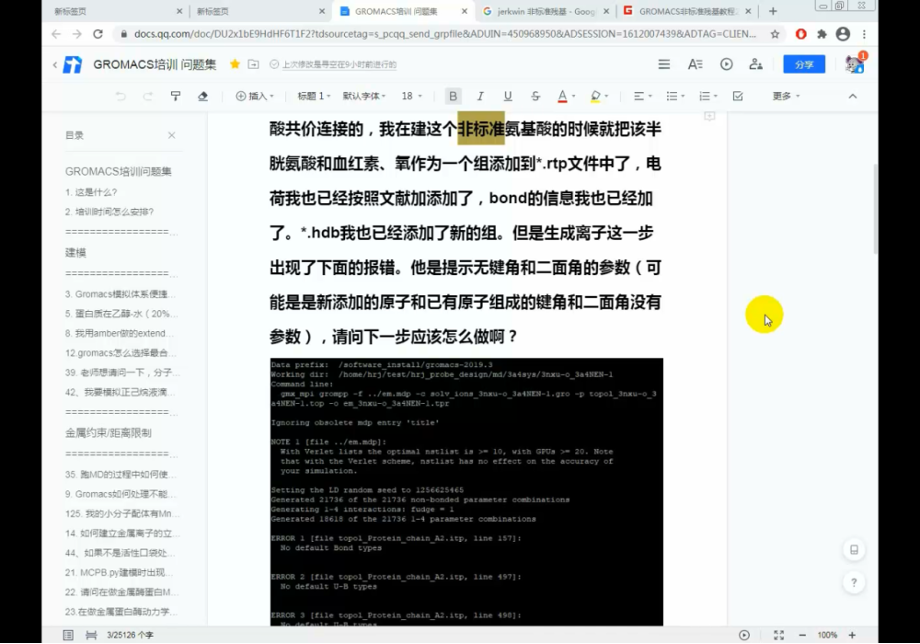 新标签页
新标签页
GROMACS培训 问题集
jerkwin 非标准残基 - Goog
GROMACS非标准残基教程
docs.qq.com/doc/DU2x1bE9HdHF6T1F2?tdsourcetag=s_pcqq_send_grpfile&ADUIN=450968950&ADSESSION=1612007439&ADTAG=CLIEN...
GROMACS培训 问题集
上次修改是寻空在9小时前进行的
分享
1
插入
标题 1
默认字体
18
B
I
U
S
A
更多
目录
GROMACS培训问题集
1. 这是什么?
2. 培训时间怎么安排?
=================...
建模
=================...
3. Gromacs模拟体系便捷...
5. 蛋白质在乙醇-水（20%...
8. 我用amber做的extend...
12.gromacs怎么选择最合...
39. 老师想请问一下，分子...
42、我要模拟正己烷液滴...
=================...
金属约束/距离限制
=================...
35. 跑MD的过程中如何使...
9. Gromacs如何处理不能...
125. 我的小分子配体有Mn...
14. 如何建立金属离子的立...
44、如果不是活性口袋处...
21. MCPB.py建模时出现...
22. 请问在做金属酶蛋白M...
23.在做金属蛋白动力学...
酸共价连接的，我在建这个非标准氨基酸的时候就把该半
胱氨酸和血红素、氧作为一个组添加到*.rtp文件中了，电
荷我也已经按照文献加添加了，bond的信息我也已经加
了。*.hdb我也已经添加了新的组。但是生成离子这一步
出现了下面的报错。他是提示无键角和二面角的参数（可
能是是新添加的原子和已有原子组成的键角和二面角没有
参数），请问下一步应该怎么做啊？
Data prefix: /software_install/gromacs-2019.3
Working dir: /home/hrj/test/hrj_probe_design/md/3a4sys/3nxu-o_3a4NEN-1
Command line:
gmx_mpi grompp -f ../em.mdp -c solv_ions_3nxu-o_3a4NEN-1.gro -p topol_3nxu-o_3
a4NEN-1.top -o em_3nxu-o_3a4NEN-1.tpr
Ignoring obsolete mdp entry 'title'
NOTE 1 [file ../em.mdp]:
With Verlet lists the optimal nstlist is >= 10, with GPUs >= 20. Note
that with the Verlet scheme, nstlist has no effect on the accuracy of
your simulation.
Setting the LD random seed to 1256625465
Generated 21736 of the 21736 non-bonded parameter combinations
Generating 1-4 interactions: fudge = 1
Generated 18618 of the 21736 1-4 parameter combinations
ERROR 1 [file topol_Protein_chain_A2.itp, line 157]:
No default Bond types
ERROR 2 [file topol_Protein_chain_A2.itp, line 497]:
No default U-B types
ERROR 3 [file topol_Protein_chain_A2.itp, line 498]:
No default U-B types
3/25126 个字
100%